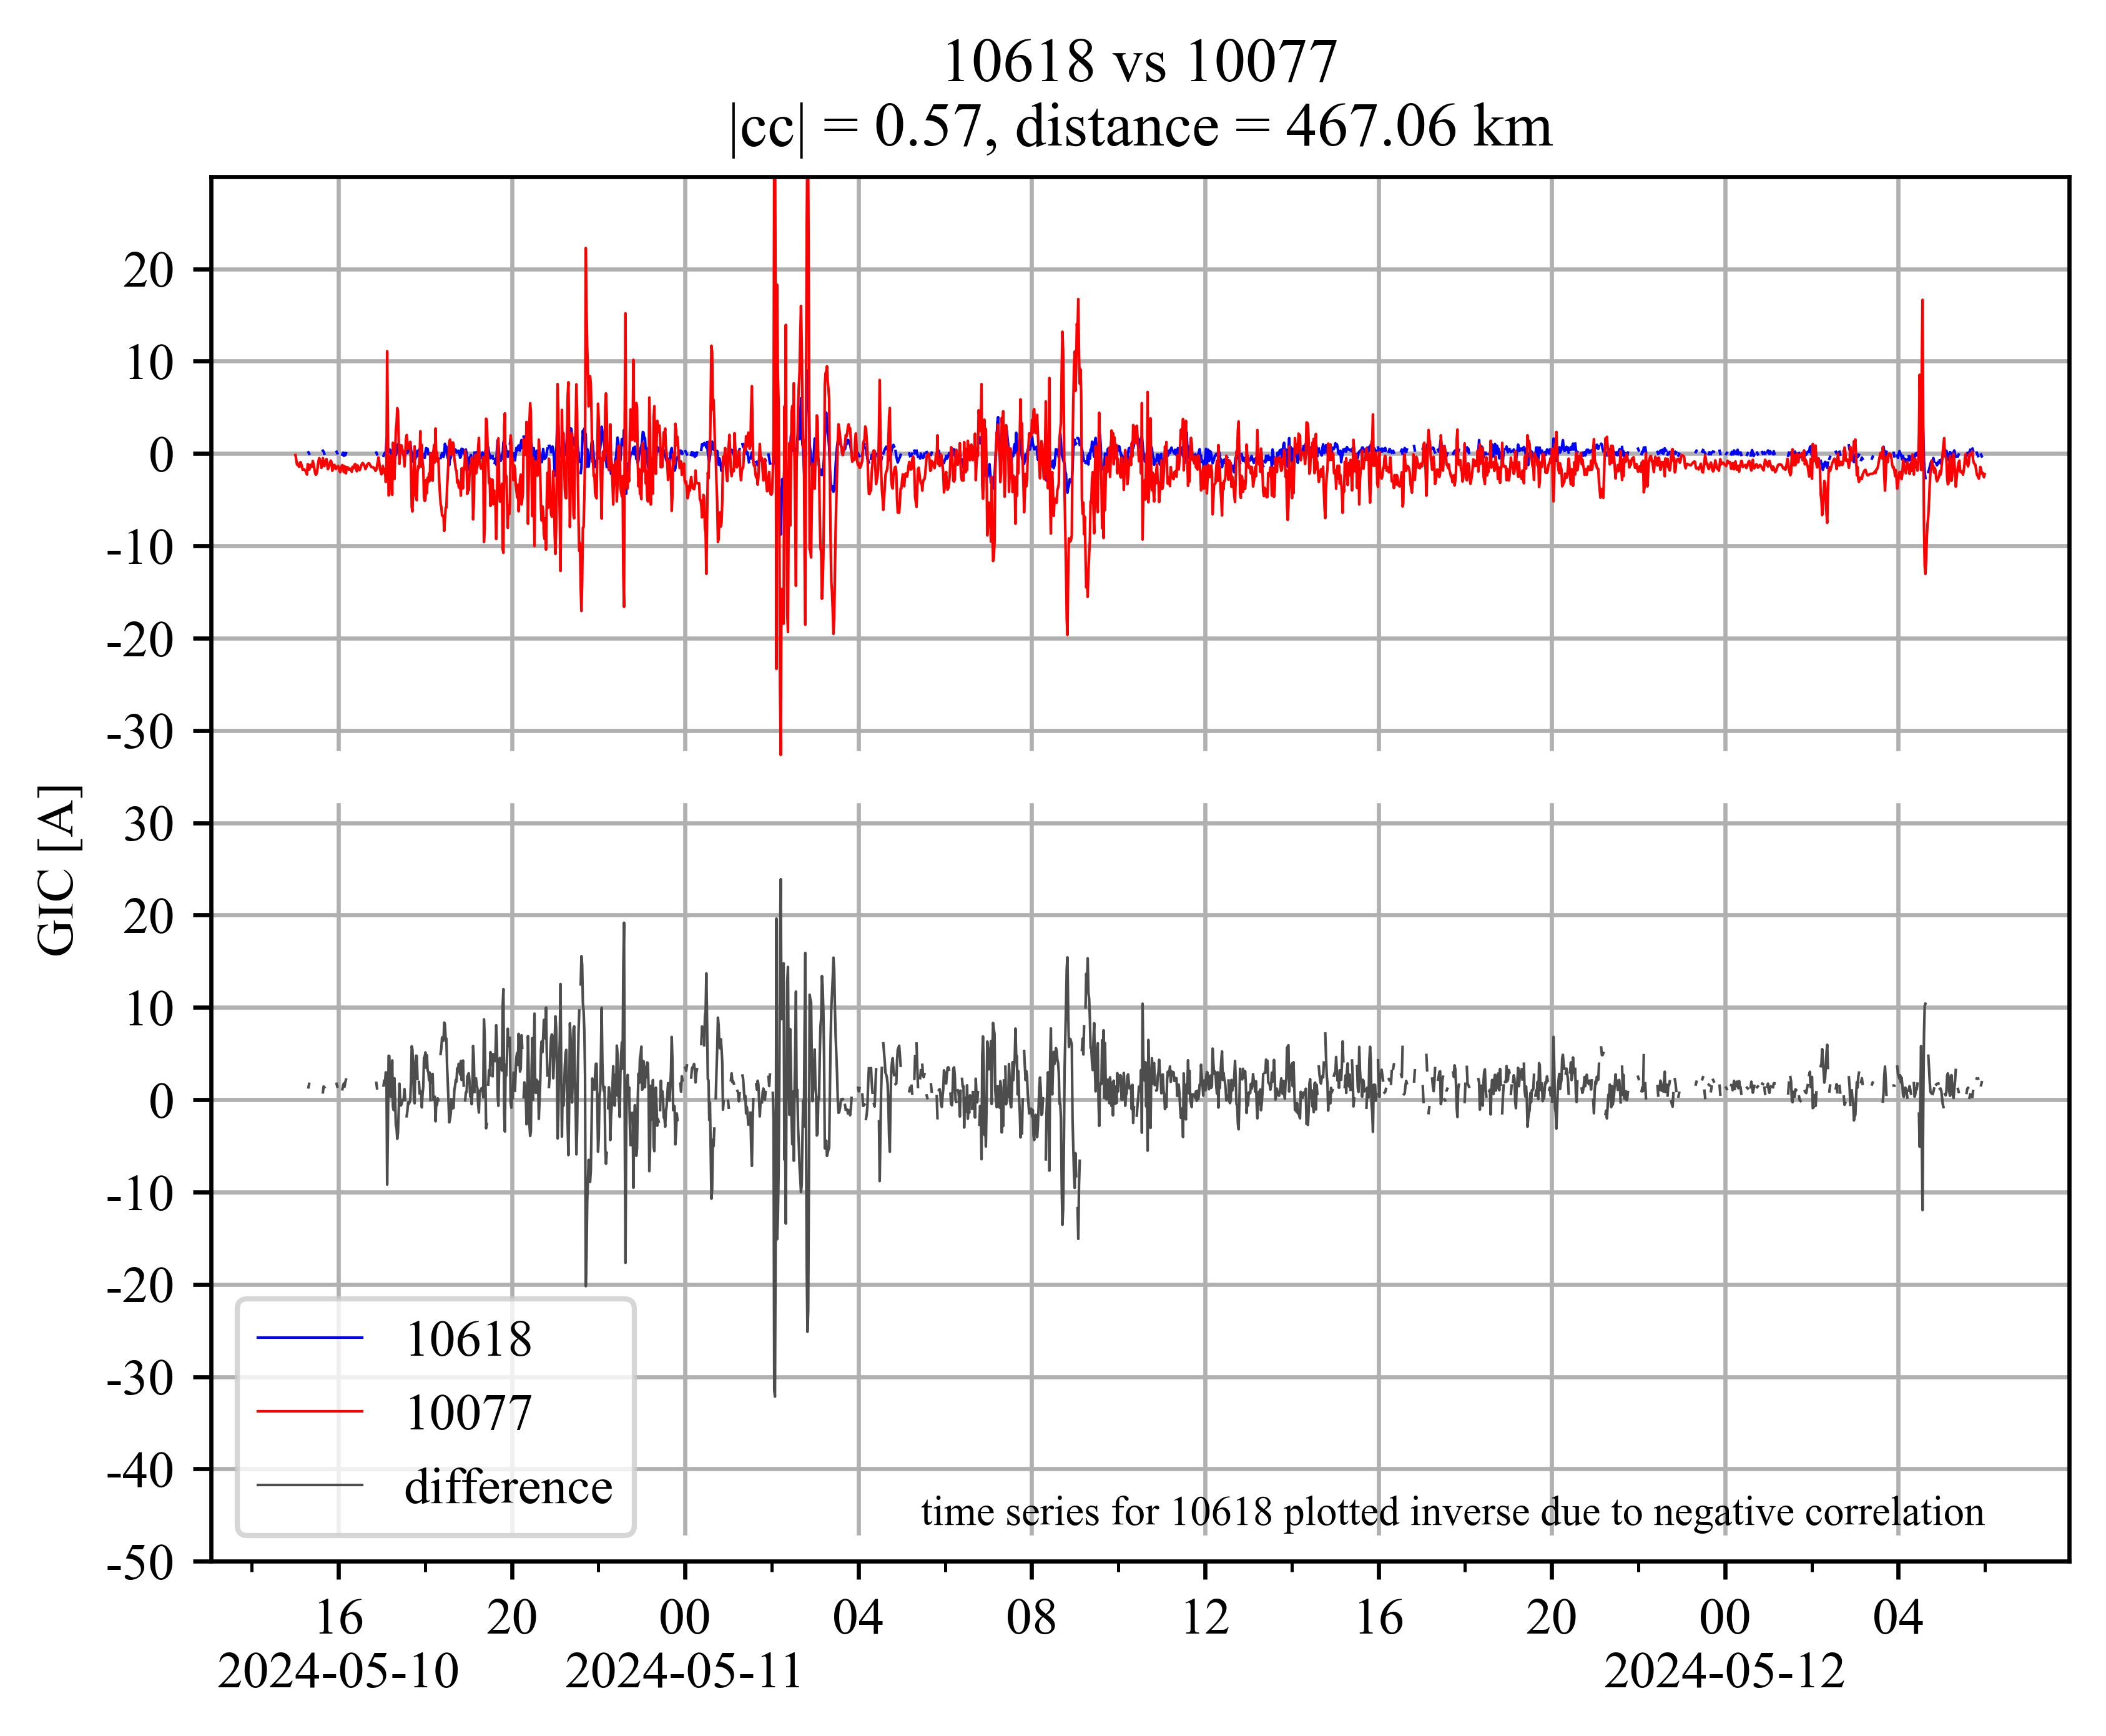 10618 vs 10077
|cc| = 0.57, distance = 467.06 km
GIC [A]
20
10
0
-10
-20
-30
30
20
10
0
-10
-20
-30
-40
-50
10618
10077
difference
time series for 10618 plotted inverse due to negative correlation
16 20 00 04 08 12 16 20 00 04
2024-05-10 2024-05-11 2024-05-12